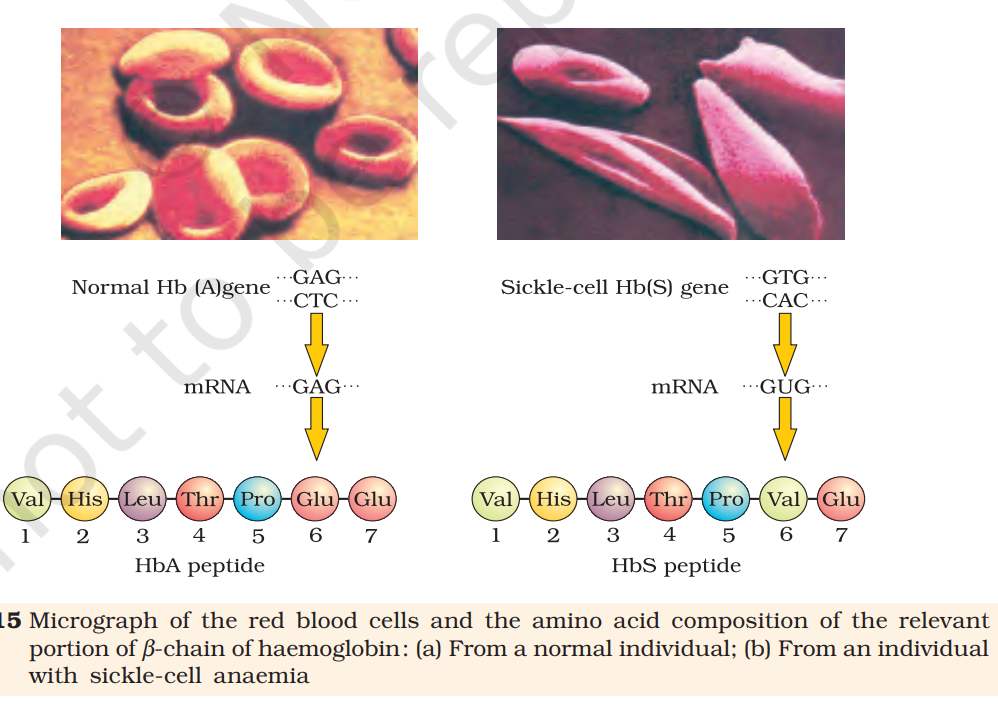 Normal Hb (A)gene ···GAG···
···CTC···
mRNA ···GAG···
Val His Leu Thr Pro Glu Glu
1 2 3 4 5 6 7
HbA peptide
Sickle-cell Hb(S) gene ···GTG···
···CAC···
mRNA ···GUG···
Val His Leu Thr Pro Val Glu
1 2 3 4 5 6 7
HbS peptide
15 Micrograph of the red blood cells and the amino acid composition of the relevant
portion of β-chain of haemoglobin: (a) From a normal individual; (b) From an individual
with sickle-cell anaemia
not to be rep